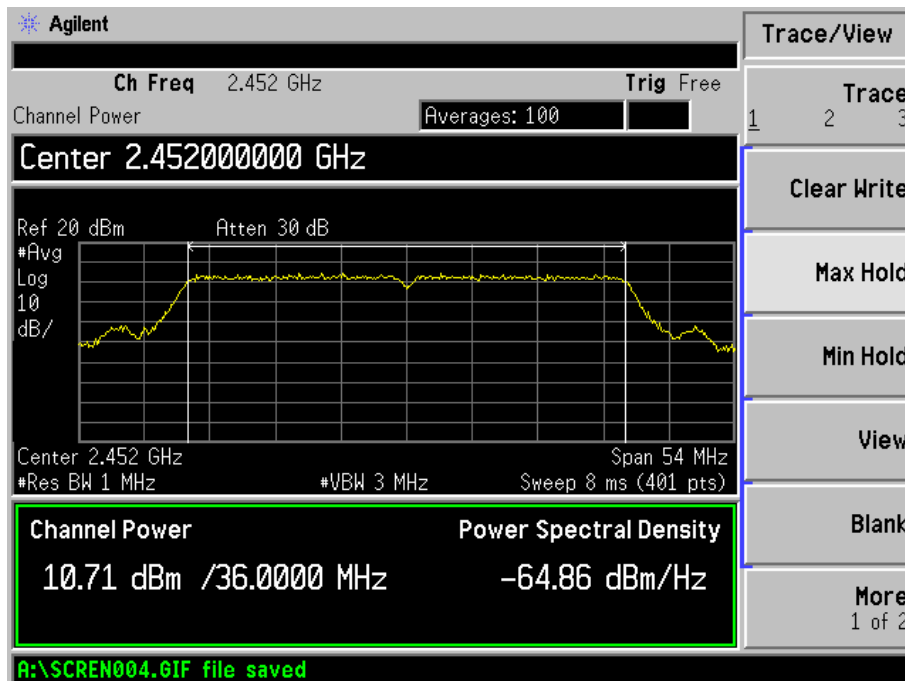 Agilent
Trace/View
Ch Freq 2.452 GHz Trig Free
Channel Power Averages: 100
Trace
1 2 3
Center 2.452000000 GHz
Clear Write
Ref 20 dBm Atten 30 dB
#Avg
Log
10
dB/
Max Hold
Min Hold
View
Center 2.452 GHz Span 54 MHz
#Res BW 1 MHz #VBW 3 MHz Sweep 8 ms (401 pts)
Blank
Channel Power Power Spectral Density
10.71 dBm /36.0000 MHz -64.86 dBm/Hz
More
1 of 2
A:\SCREN004.GIF file saved